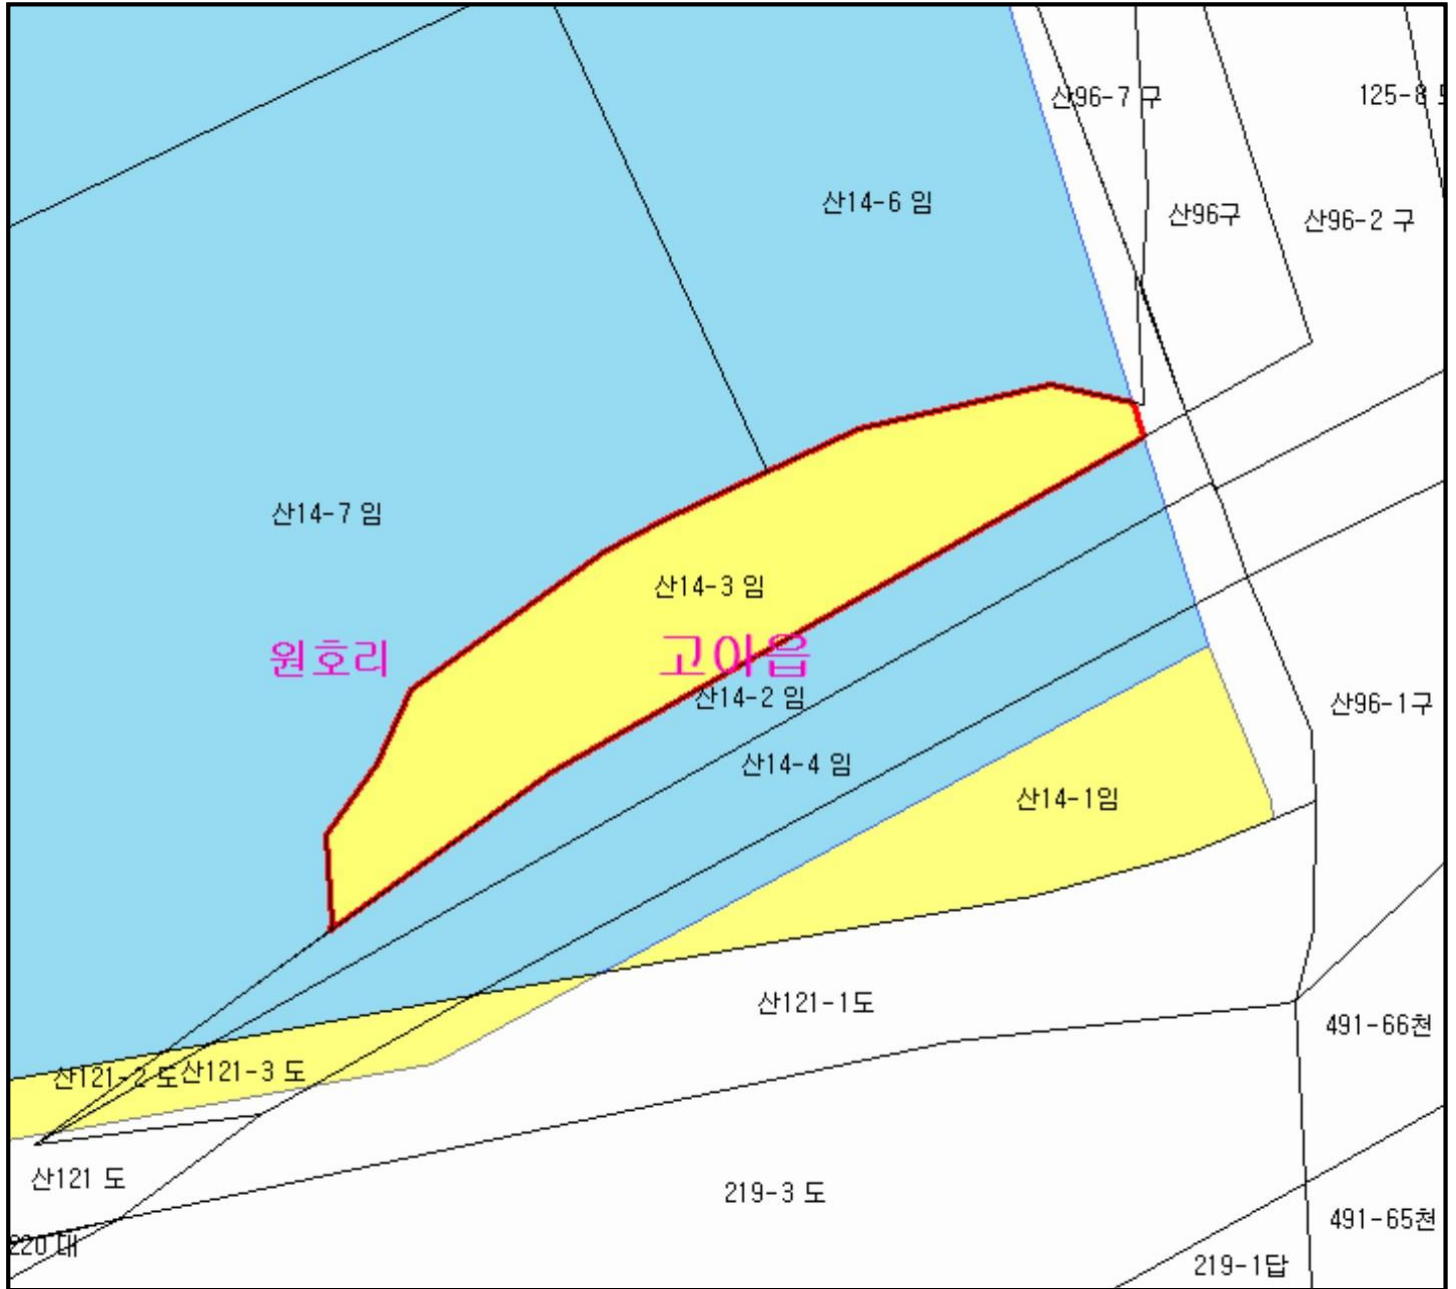 산96-7 구
125-8
산14-6 임
산96구
산96-2 구
산14-7 임
산14-3 임
원호리
고아읍
산14-2 임
산96-1구
산14-4 임
산14-1임
산121-1도
491-66천
산121-2 도
산121-3 도
산121 도
219-3 도
491-65천
220 대
219-1답